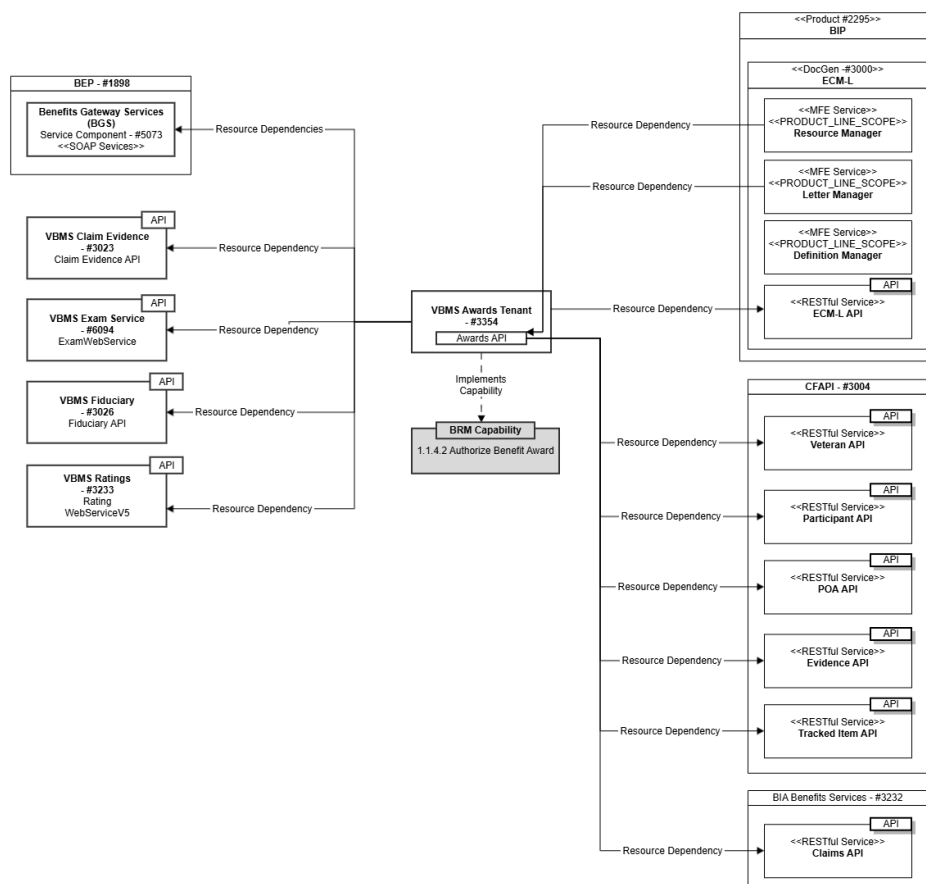 <<Product #2295>>
BIP
BEP - #1898
Benefits Gateway Services
(BGS)
Service Component - #5073
<<SOAP Sevices>>
Resource Dependencies
VBMS Claim Evidence
- #3023
Claim Evidence API
API
Resource Dependency
VBMS Exam Service
- #6094
ExamWebService
API
Resource Dependency
VBMS Fiduciary
- #3026
Fiduciary API
API
Resource Dependency
VBMS Ratings
- #3233
Rating
WebServiceV5
API
Resource Dependency
VBMS Awards Tenant
- #3354
Awards API
Implements
Capability
BRM Capability
1.1.4.2 Authorize Benefit Award
<<DocGen -#3000>>
ECM-L
Resource Dependency
<<MFE Service>>
<<PRODUCT_LINE_SCOPE>>
Resource Manager
Resource Dependency
<<MFE Service>>
<<PRODUCT_LINE_SCOPE>>
Letter Manager
<<MFE Service>>
<<PRODUCT_LINE_SCOPE>>
Definition Manager
API
Resource Dependency
<<RESTful Service>>
ECM-L API
CFAPI - #3004
API
Resource Dependency
<<RESTful Service>>
Veteran API
API
Resource Dependency
<<RESTful Service>>
Participant API
API
Resource Dependency
<<RESTful Service>>
POA API
API
Resource Dependency
<<RESTful Service>>
Evidence API
API
Resource Dependency
<<RESTful Service>>
Tracked Item API
BIA Benefits Services - #3232
API
Resource Dependency
<<RESTful Service>>
Claims API